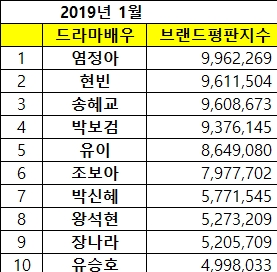 2019년 1월
드라마배우 브랜드평판지수
1 염정아 9,962,269
2 현빈 9,611,504
3 송혜교 9,608,673
4 박보검 9,376,145
5 유이 8,649,080
6 조보아 7,977,702
7 박신혜 5,771,545
8 왕석현 5,273,209
9 장나라 5,205,709
10 유승호 4,998,033